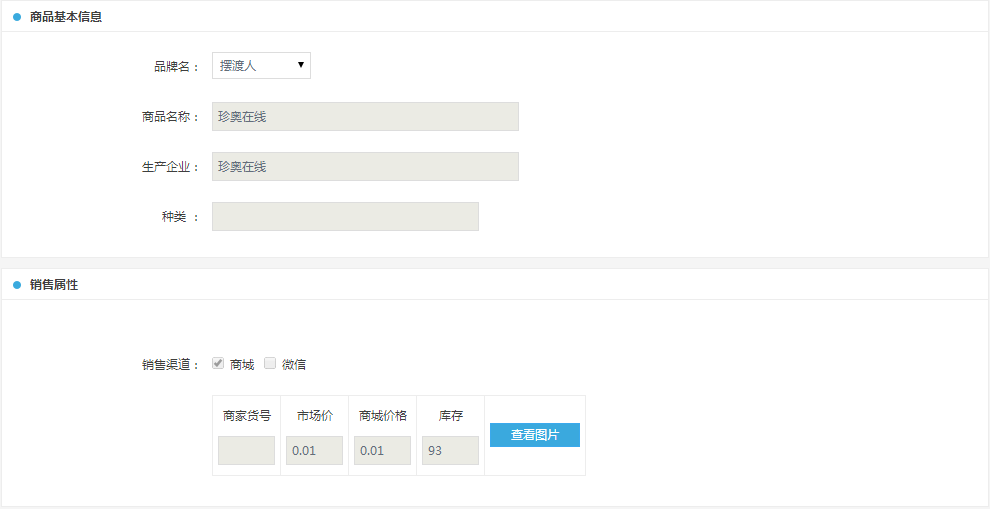 商品基本信息
品牌名： 摆渡人
商品名称： 珍奥在线
生产企业： 珍奥在线
种类 ：
销售属性
销售渠道： 商城 微信
商家货号 市场价 商城价格 库存
查看图片
0.01 0.01 93